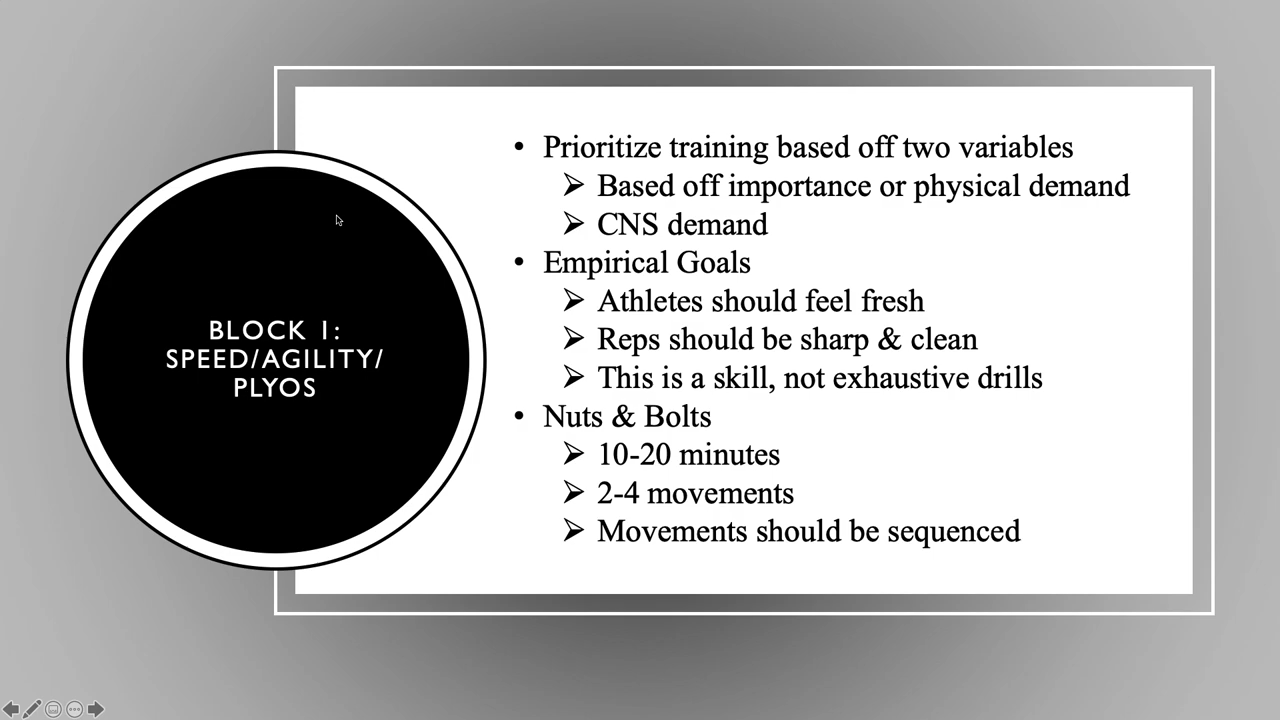 BLOCK 1:
SPEED/AGILITY/
PLYOS
• Prioritize training based off two variables
➢ Based off importance or physical demand
➢ CNS demand
• Empirical Goals
➢ Athletes should feel fresh
➢ Reps should be sharp & clean
➢ This is a skill, not exhaustive drills
• Nuts & Bolts
➢ 10-20 minutes
➢ 2-4 movements
➢ Movements should be sequenced